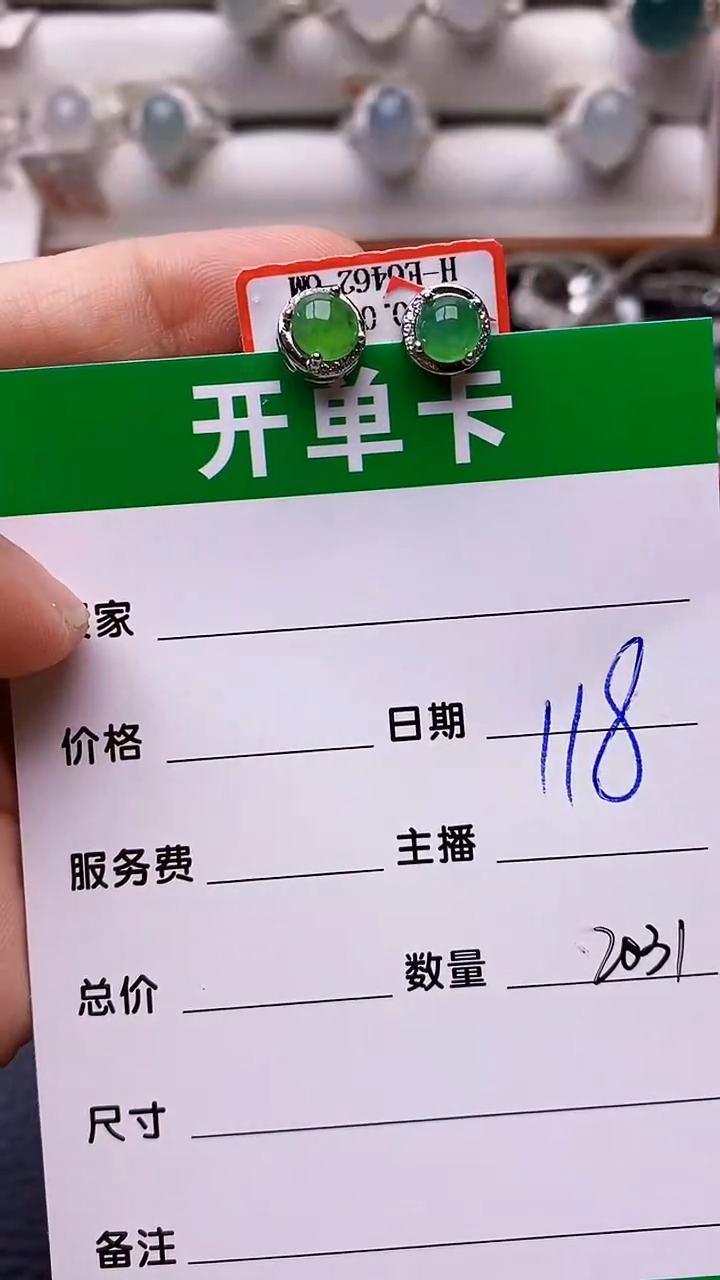 H-E6462
开单卡
家
价格 日期 118
服务费 主播
总价 数量 2031
尺寸
备注